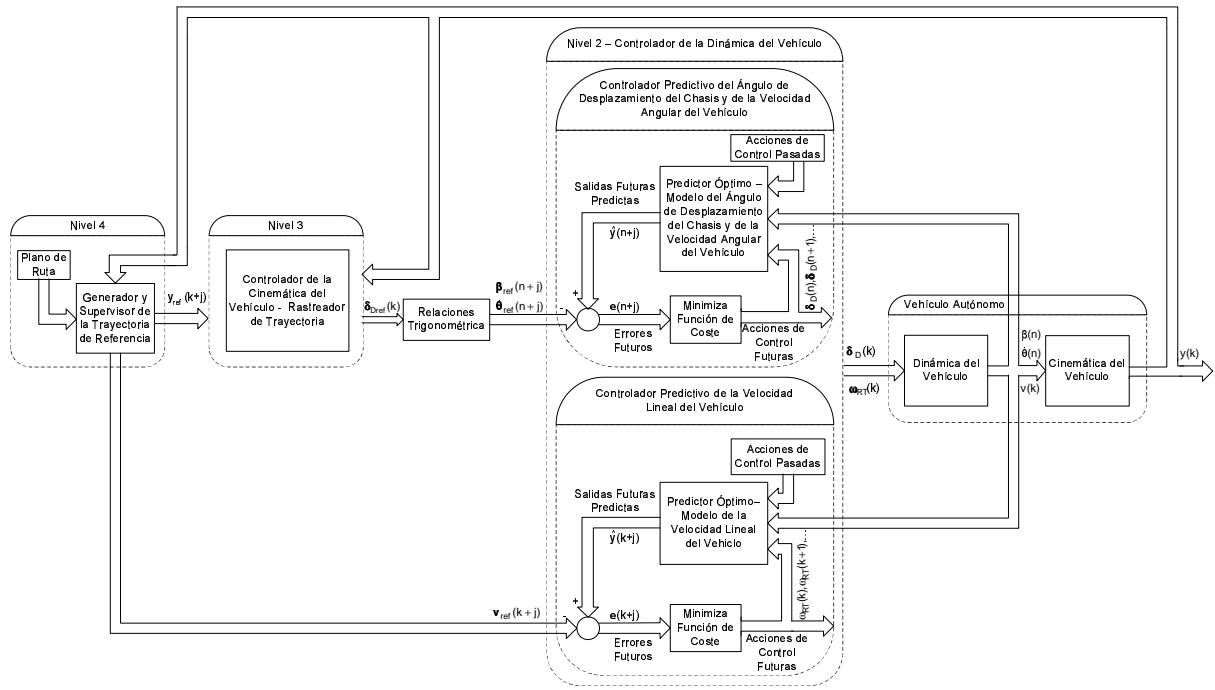 Nivel 2 – Controlador de la Dinámica del Vehículo
Controlador Predictivo del Ángulo de
Desplazamiento del Chasis y de la Velocidad
Angular del Vehículo
Acciones de
Control Pasadas
Salidas Futuras
Predictas
Predictor Óptimo –
Modelo del Ángulo
de Desplazamiento
del Chasis y de la
Velocidad Angular
del Vehículo
ŷ(n+j)
δ_D(n),δ_D(n+1),...
Nivel 4
Plano de
Ruta
Generador y
Supervisor de
la Trayectoria
de Referencia
y_ref (k+j)
Nivel 3
Controlador de la
Cinemática del
Vehículo - Rastreador
de Trayectoria
δ_Dref(k)
Relaciones
Trigonométrica
β_ref (n+j)
θ̇_ref (n+j)
+
-
e(n+j)
Errores
Futuros
Minimiza
Función de
Coste
Acciones de
Control
Futuras
δ_D(k)
ω_RT(k)
Vehículo Autónomo
Dinámica del
Vehículo
β(n)
θ̇(n)
v(k)
Cinemática del
Vehículo
y(k)
Controlador Predictivo de la Velocidad
Lineal del Vehículo
Acciones de
Control Pasadas
Salidas Futuras
Predictas
Predictor Óptimo–
Modelo de la
Velocidad Lineal
del Vehiclo
ŷ(k+j)
ω_RT(k),ω_RT(k+1),...
v_ref (k+j)
+
-
e(k+j)
Errores
Futuros
Minimiza
Función de
Coste
Acciones de
Control
Futuras